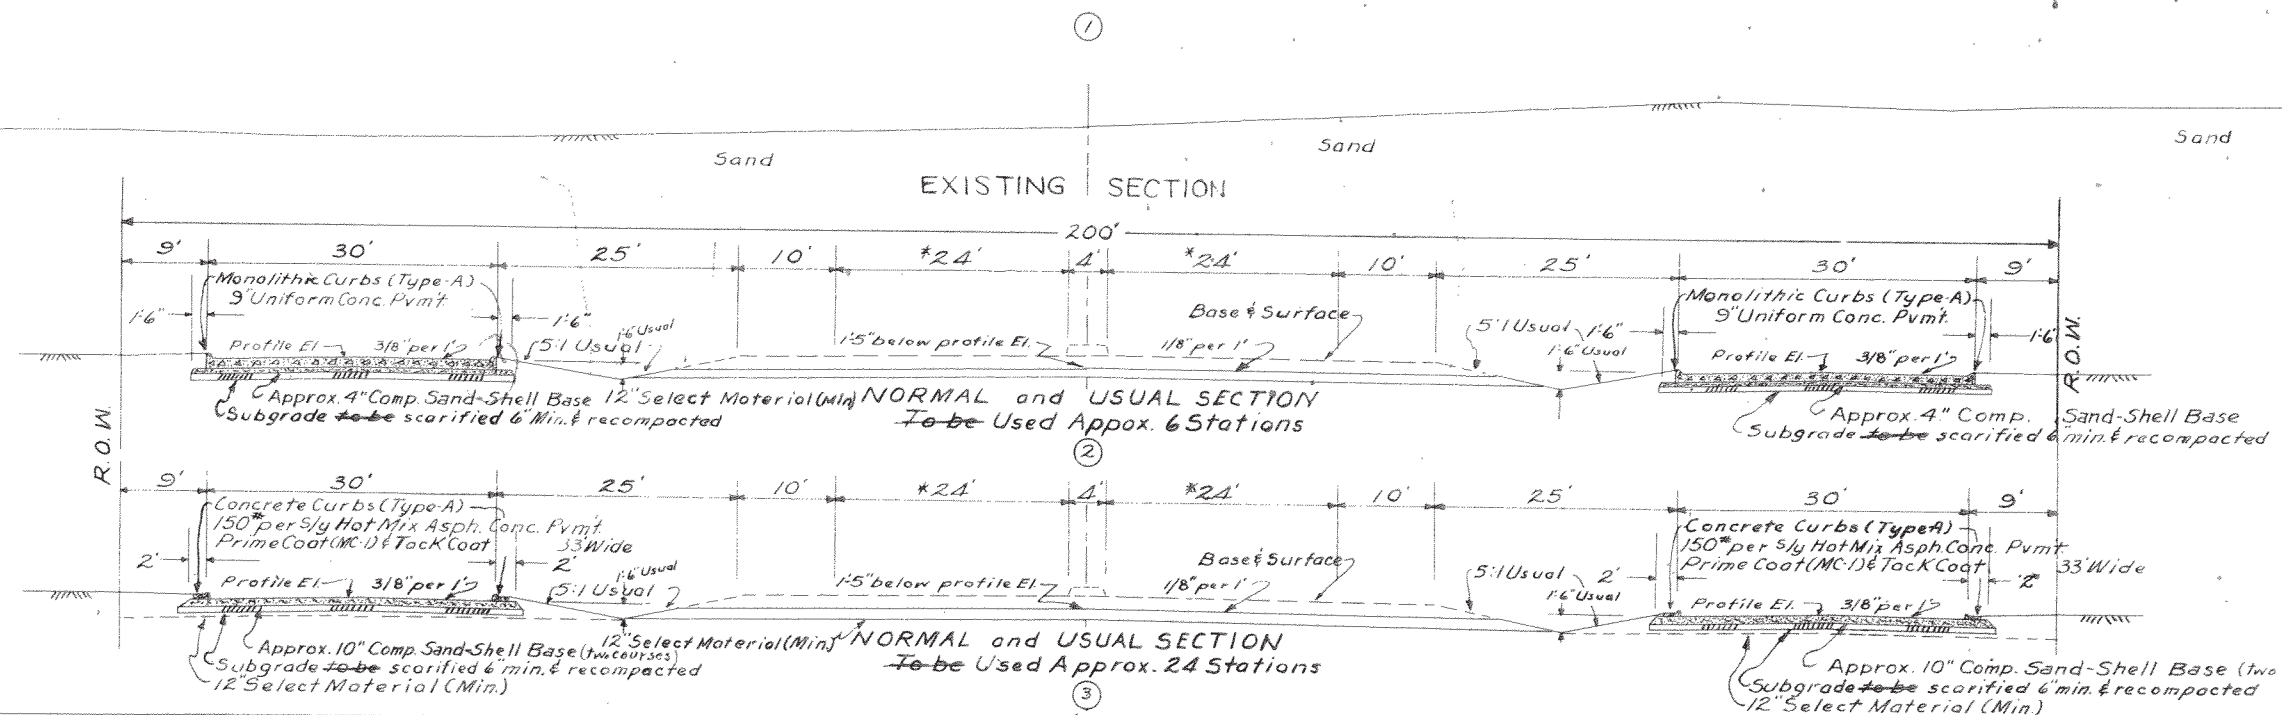 1
Sand
Sand
Sand
EXISTING SECTION
200'
9' 30' 25' 10' *24' 4' *24' 10' 25' 30' 9'
Monolithic Curbs (Type-A)
9" Uniform Conc. Pvm't.
1'-6"
1'-6"
1'-6" Usual
5:1 Usual
Profile El.
3/8" per 1'
1'-5" below profile El.
Base & Surface
1/8" per 1'
5:1 Usual
1'-6"
1'-6" Usual
Monolithic Curbs (Type-A)
9" Uniform Conc. Pvmt.
1'-6"
Profile El.
3/8" per 1'
R.O.W.
Approx. 4" Comp. Sand-Shell Base
Subgrade to be scarified 6" Min. & recompacted
12" Select Material (Min)
NORMAL and USUAL SECTION
To be Used Appox. 6 Stations
2
Approx. 4" Comp. Sand-Shell Base
Subgrade to be scarified 6" min. & recompacted
R.O.W.
9' 30' 25' 10' *24' 4' *24' 10' 25' 30' 9'
Concrete Curbs (Type-A)
150# per S/y Hot Mix Asph. Conc. Pvm't.
Prime Coat (MC-1) & Tack Coat
33' Wide
2'
2'
1'-6" Usual
5:1 Usual
Profile El.
3/8" per 1'
1'-5" below profile El.
Base & Surface
1/8" per 1'
5:1 Usual
2'
1'-6" Usual
Concrete Curbs (Type A)
150# per S/y Hot Mix Asph. Conc. Pvmt.
Prime Coat (MC-1) & Tack Coat
33' Wide
2'
Profile El.
3/8" per 1'
Approx. 10" Comp. Sand-Shell Base (two courses)
Subgrade to be scarified 6" min. & recompacted
12" Select Material (Min.)
12" Select Material (Min.)
NORMAL and USUAL SECTION
To be Used Approx. 24 Stations
3
Approx. 10" Comp. Sand-Shell Base (two
Subgrade to be scarified 6" min. & recompacted
12" Select Material (Min.)